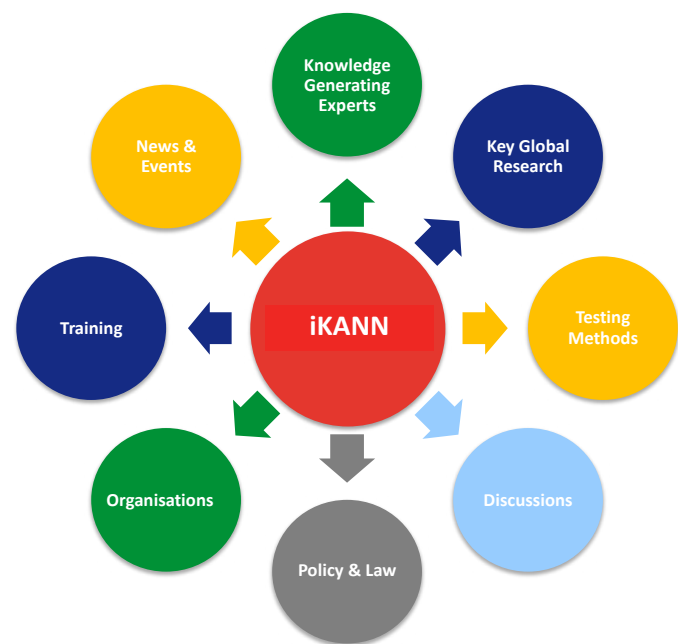 Knowledge
Generating
Experts
News &
Events
Key Global
Research
Training
iKANN
Testing
Methods
Organisations
Discussions
Policy & Law